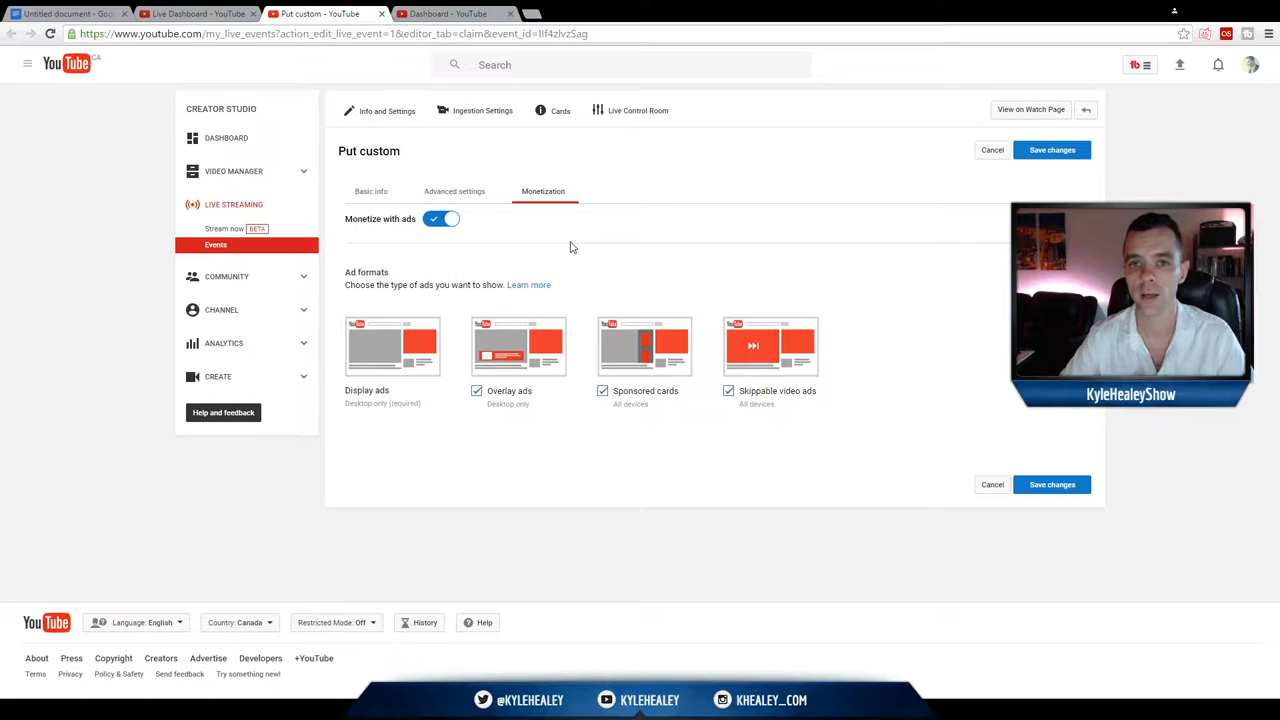 Untitled document - Goo
Live Dashboard - YouTube
Put custom - YouTube
Dashboard - YouTube
https://www.youtube.com/my_live_events?action_edit_live_event=1&editor_tab=claim&event_id=IIf4zlvzSag
YouTube CA
Search
CREATOR STUDIO
DASHBOARD
VIDEO MANAGER
LIVE STREAMING
Stream now BETA
Events
COMMUNITY
CHANNEL
ANALYTICS
CREATE
Help and feedback
Info and Settings
Ingestion Settings
Cards
Live Control Room
View on Watch Page
Put custom
Cancel
Save changes
Basic info
Advanced settings
Monetization
Monetize with ads
Ad formats
Choose the type of ads you want to show. Learn more
Display ads
Desktop only (required)
Overlay ads
Desktop only
Sponsored cards
All devices
Skippable video ads
All devices
Cancel
Save changes
KyleHealeyShow
YouTube
Language: English
Country: Canada
Restricted Mode: Off
History
Help
About Press Copyright Creators Advertise Developers +YouTube
Terms Privacy Policy & Safety Send feedback Try something new!
@KYLEHEALEY
KYLEHEALEY
KHEALEY_COM